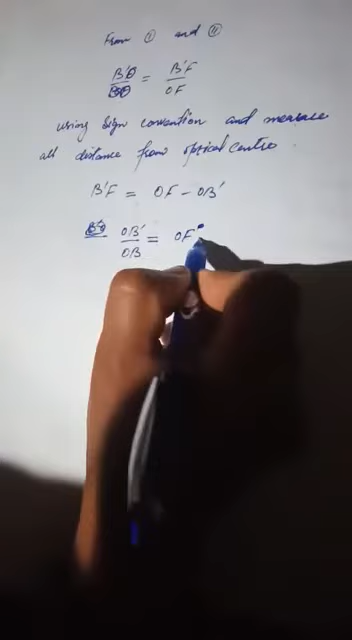 From ① and ②
B'O/BO = B'F/OF
using sign convention and measure
all distance from optical centre.
B'F = OF - OB'
OB'/OB = OF